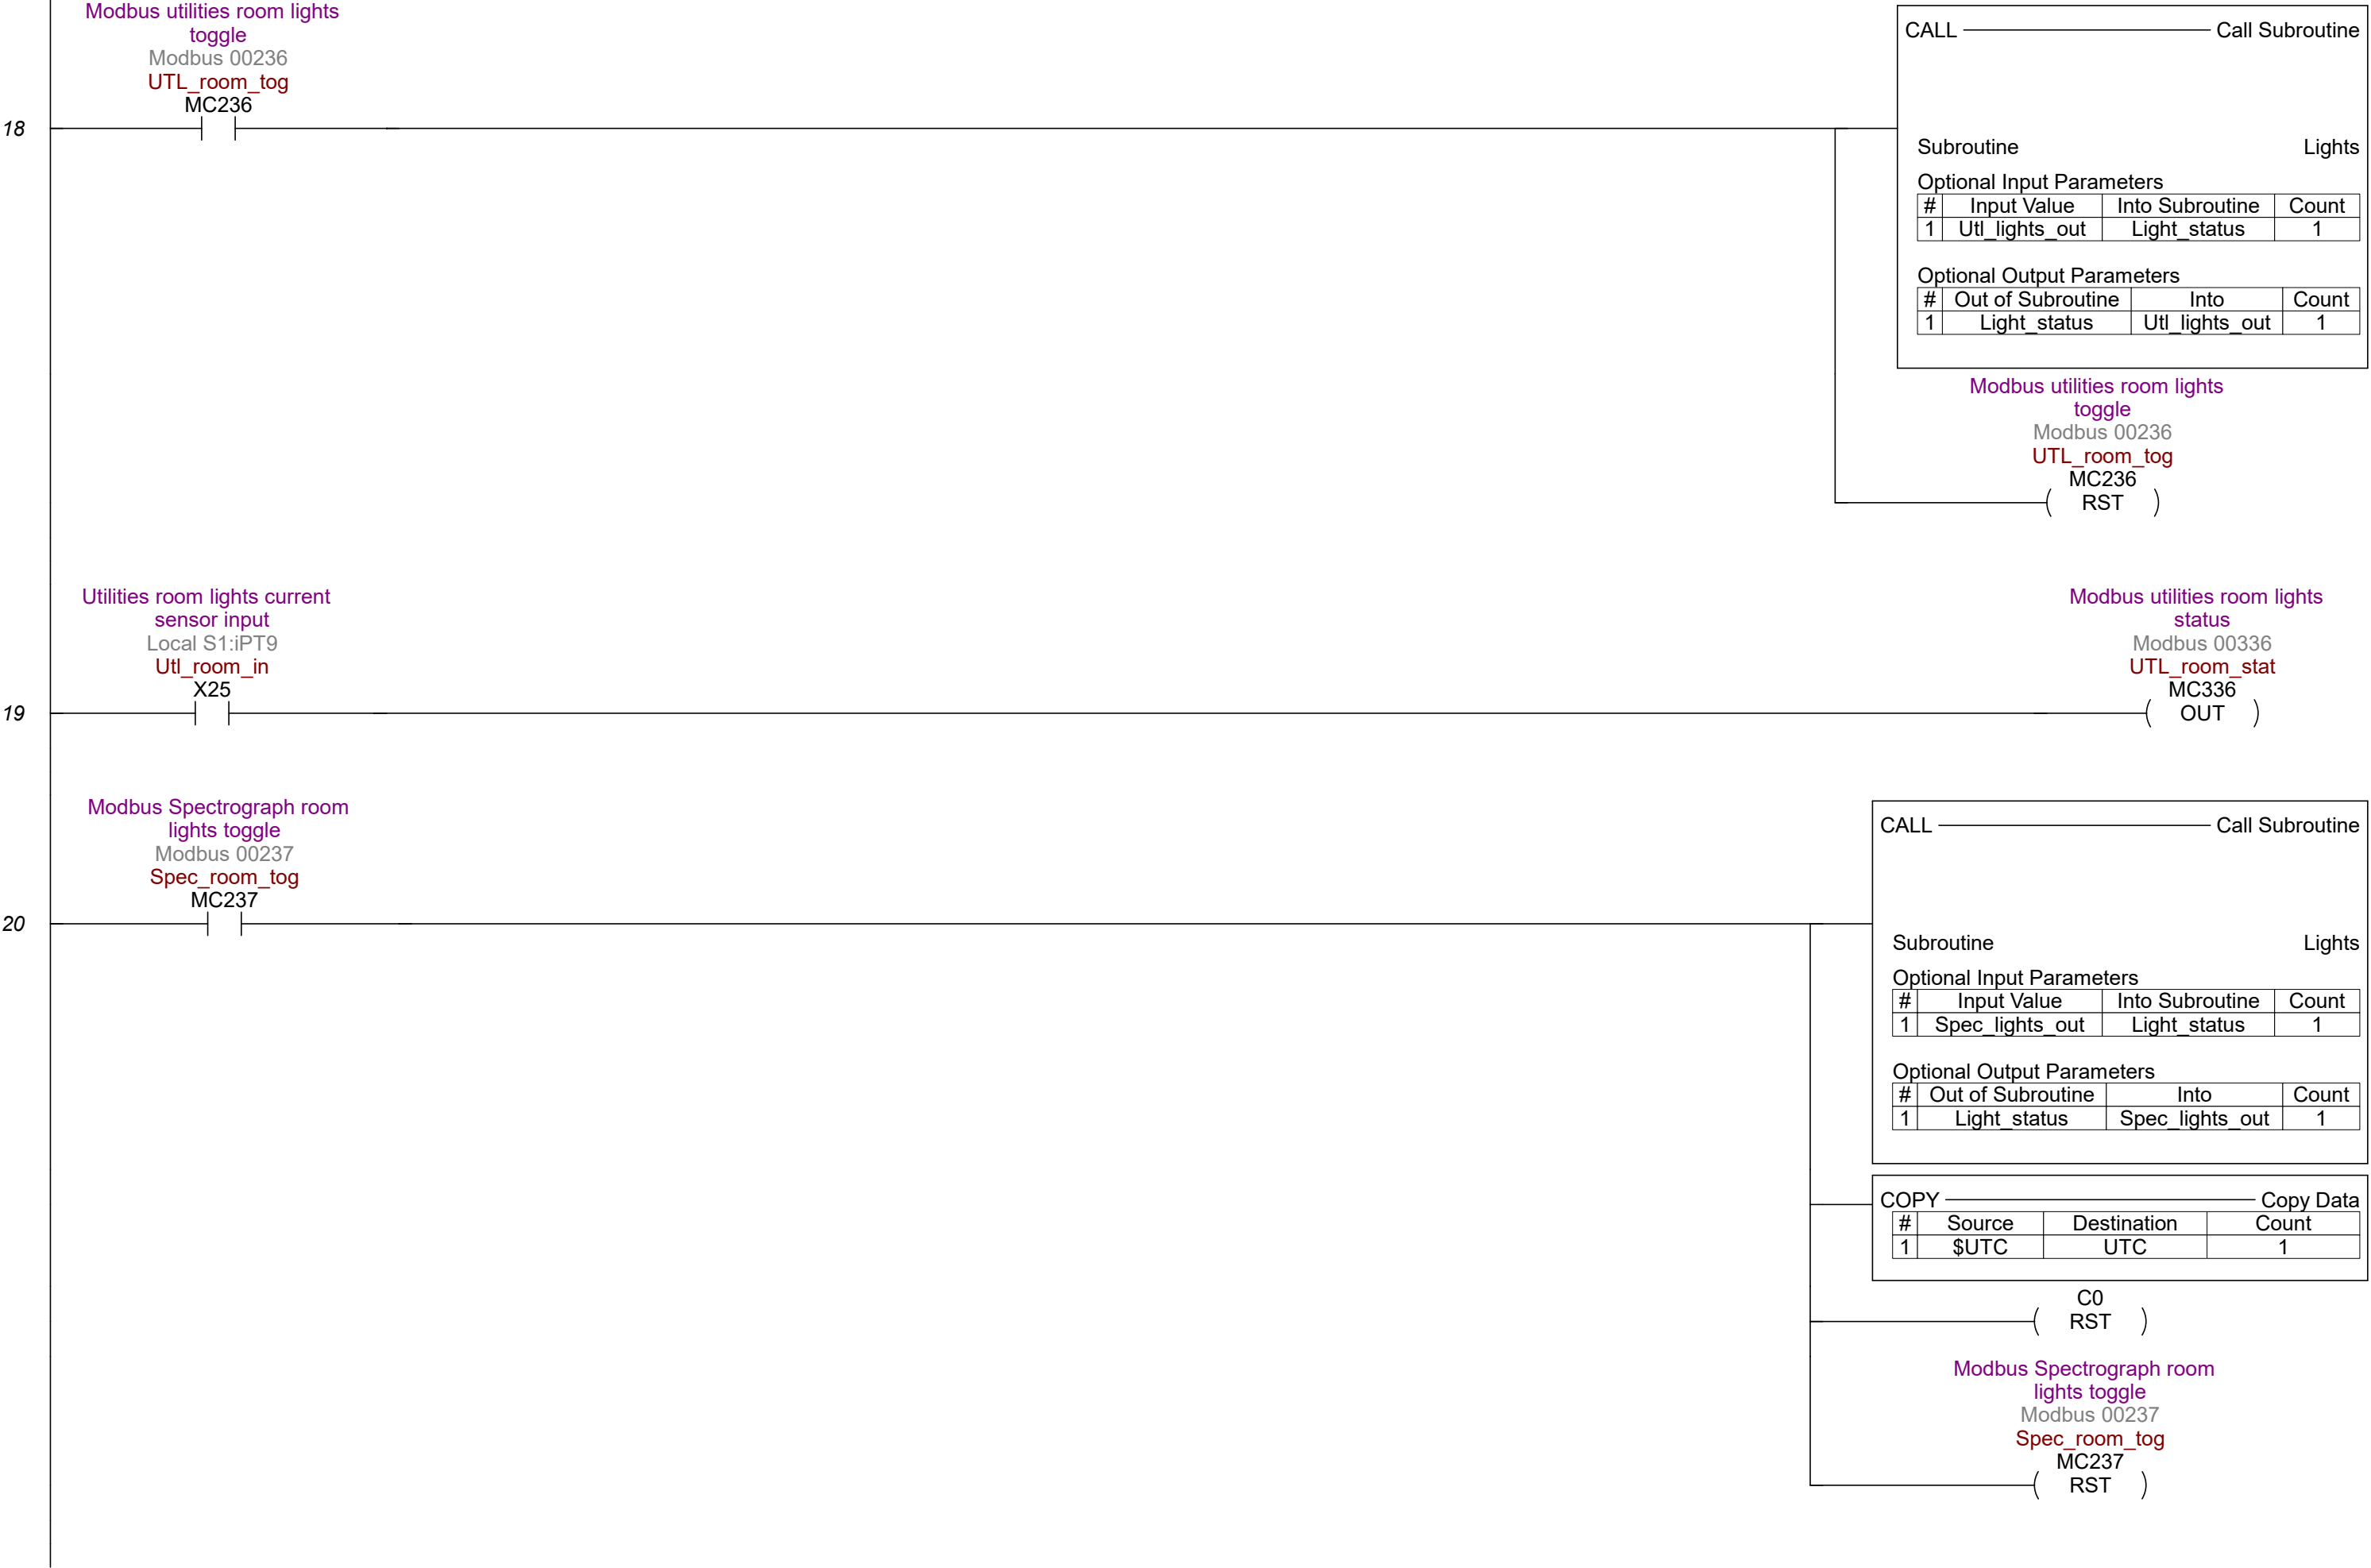 Modbus utilities room lights
toggle
Modbus 00236
UTL_room_tog
MC236
18
CALL Call Subroutine
Subroutine Lights
Optional Input Parameters
# Input Value Into Subroutine Count
1 Utl_lights_out Light_status 1
Optional Output Parameters
# Out of Subroutine Into Count
1 Light_status Utl_lights_out 1
Modbus utilities room lights
toggle
Modbus 00236
UTL_room_tog
MC236
RST
Utilities room lights current
sensor input
Local S1:iPT9
Utl_room_in
X25
19
Modbus utilities room lights
status
Modbus 00336
UTL_room_stat
MC336
OUT
Modbus Spectrograph room
lights toggle
Modbus 00237
Spec_room_tog
MC237
20
CALL Call Subroutine
Subroutine Lights
Optional Input Parameters
# Input Value Into Subroutine Count
1 Spec_lights_out Light_status 1
Optional Output Parameters
# Out of Subroutine Into Count
1 Light_status Spec_lights_out 1
COPY Copy Data
# Source Destination Count
1 $UTC UTC 1
C0
RST
Modbus Spectrograph room
lights toggle
Modbus 00237
Spec_room_tog
MC237
RST